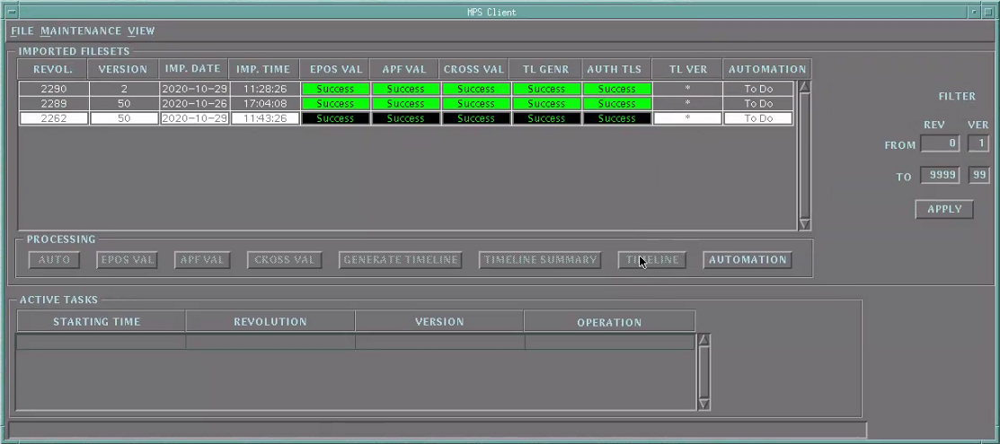 MPS Client
FILE MAINTENANCE VIEW
IMPORTED FILESETS
REVOL. VERSION IMP. DATE IMP. TIME EPOS VAL APF VAL CROSS VAL TL GENR AUTH TLS TL VER AUTOMATION
2290 2 2020-10-29 11:28:26 Success Success Success Success Success * To Do
2289 50 2020-10-26 17:04:08 Success Success Success Success Success * To Do
2262 50 2020-10-29 11:43:26 Success Success Success Success Success * To Do
FILTER
REV VER
FROM 0 1
TO 9999 99
APPLY
PROCESSING
AUTO EPOS VAL APF VAL CROSS VAL GENERATE TIMELINE TIMELINE SUMMARY TIMELINE AUTOMATION
ACTIVE TASKS
STARTING TIME REVOLUTION VERSION OPERATION